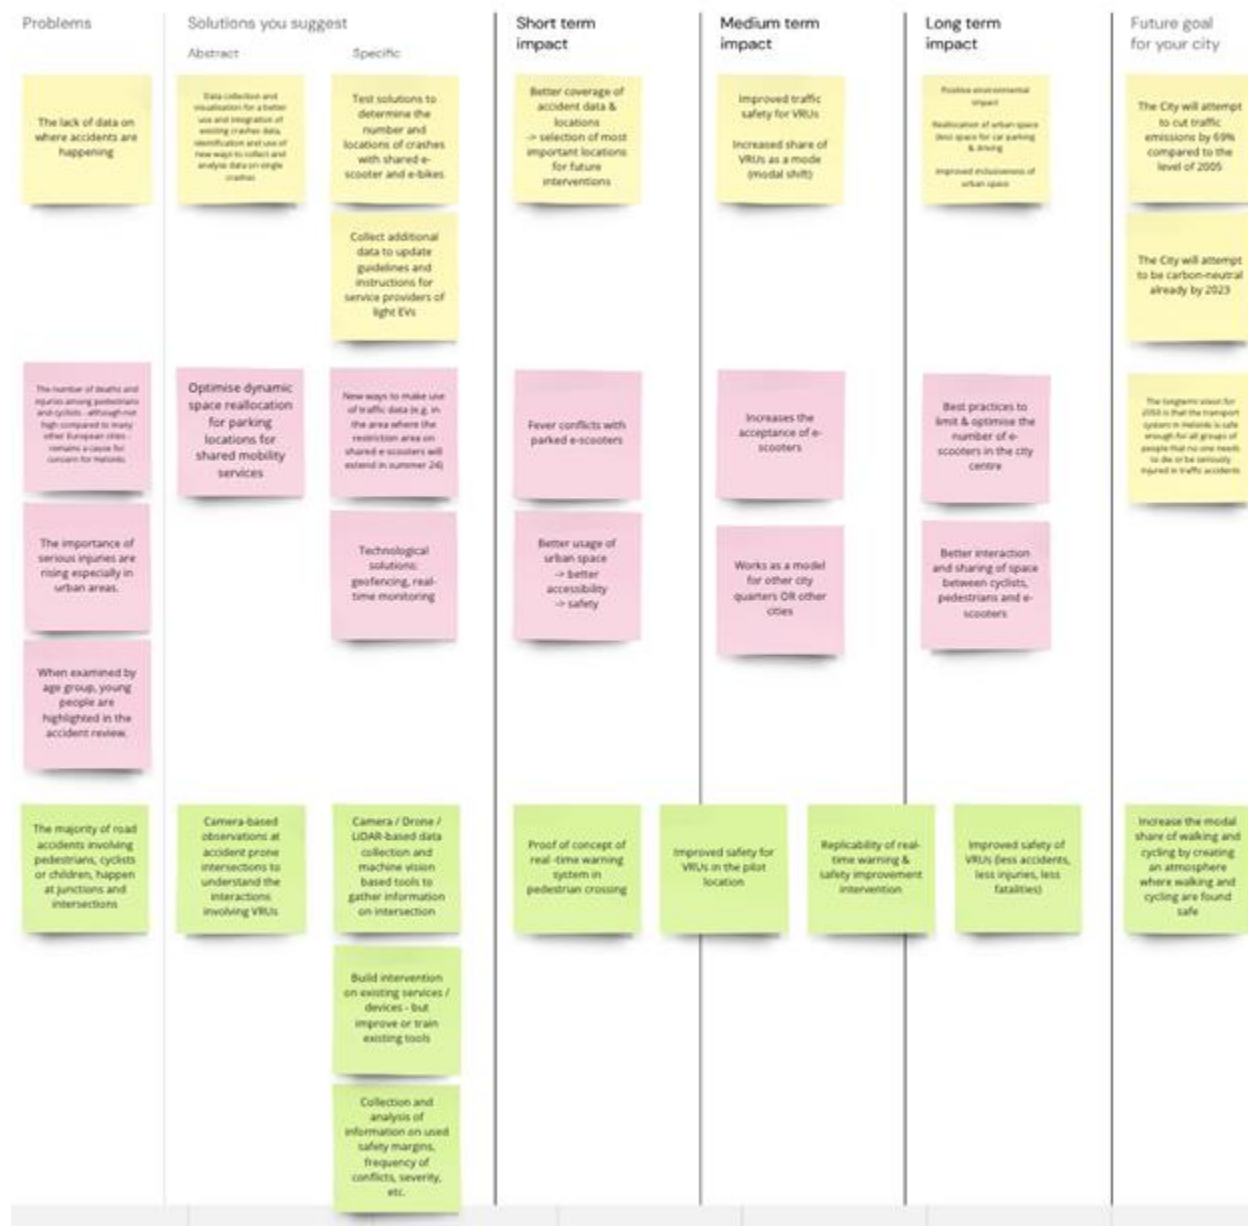 Problems
Solutions you suggest
Abstract
Specific
Short term
impact
Medium term
impact
Long term
impact
Future goal
for your city
The lack of data on
where accidents are
happening
Data collection and
visualisation for a better
use and integration of
existing crashes data,
identification and use of
new ways to collect and
analyse data on single
crashes
Test solutions to
determine the
number and
locations of crashes
with shared e-
scooter and e-bikes
Better coverage of
accident data &
locations
-> selection of most
important locations
for future
interventions
Improved traffic
safety for VRUs
Increased share of
VRUs as a mode
(modal shift)
Positive environmental
impact
Reallocation of urban space
(less space for car parking
& driving
Improved inclusiveness of
urban space
The City will attempt
to cut traffic
emissions by 69%
compared to the
level of 2005
Collect additional
data to update
guidelines and
instructions for
service providers of
light EVs
The City will attempt
to be carbon-neutral
already by 2023
The number of deaths and
injuries among pedestrians
and cyclists - although not
high compared to many
other European cities -
remains a cause for
concern for Helsinki.
Optimise dynamic
space reallocation
for parking
locations for
shared mobility
services
New ways to make use
of traffic data (e.g. in
the area where the
restriction area on
shared e-scooters will
extend in summer 24)
Fever conflicts with
parked e-scooters
Increases the
acceptance of e-
scooters
Best practices to
limit & optimise the
number of e-
scooters in the city
centre
The longterm vision for
2050 is that the transport
system in Helsinki is safe
enough for all groups of
people that no one needs
to die or be seriously
injured in traffic accidents
The importance of
serious injuries are
rising especially in
urban areas.
Technological
solutions:
geofencing, real-
time monitoring
Better usage of
urban space
-> better
accessibility
-> safety
Works as a model
for other city
quarters OR other
cities
Better interaction
and sharing of space
between cyclists,
pedestrians and e-
scooters
When examined by
age group, young
people are
highlighted in the
accident review.
The majority of road
accidents involving
pedestrians, cyclists
or children, happen
at junctions and
intersections
Camera-based
observations at
accident prone
intersections to
understand the
interactions
involving VRUs
Camera / Drone /
LiDAR-based data
collection and
machine vision
based tools to
gather information
on intersection
Proof of concept of
real -time warning
system in
pedestrian crossing
Improved safety for
VRUs in the pilot
location
Replicability of real-
time warning &
safety improvement
intervention
Improved safety of
VRUs (less accidents,
less injuries, less
fatalities)
Increase the modal
share of walking and
cycling by creating
an atmosphere
where walking and
cycling are found
safe
Build intervention
on existing services /
devices - but
improve or train
existing tools
Collection and
analysis of
information on used
safety margins,
frequency of
conflicts, severity,
etc.